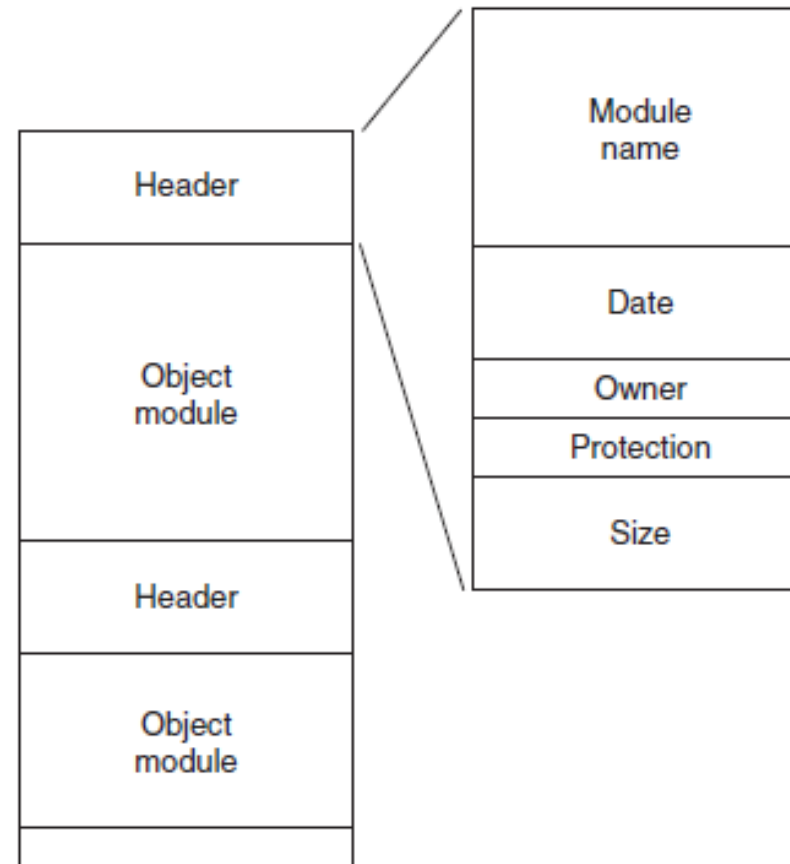 Header
Object
module
Header
Object
module
Module
name
Date
Owner
Protection
Size